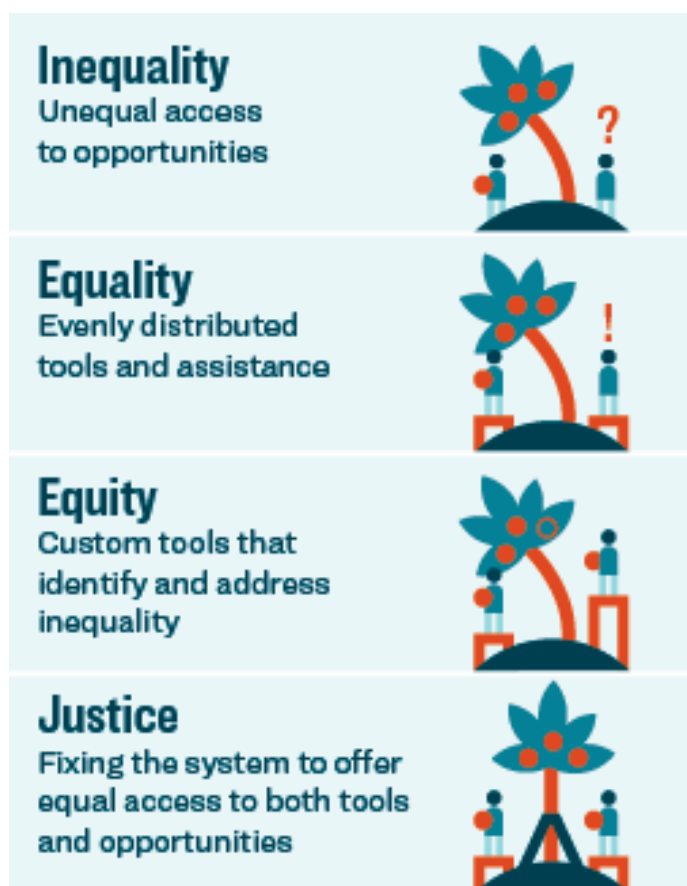 Inequality
Unequal access
to opportunities
?
Equality
Evenly distributed
tools and assistance
!
Equity
Custom tools that
identify and address
inequality
Justice
Fixing the system to offer
equal access to both tools
and opportunities